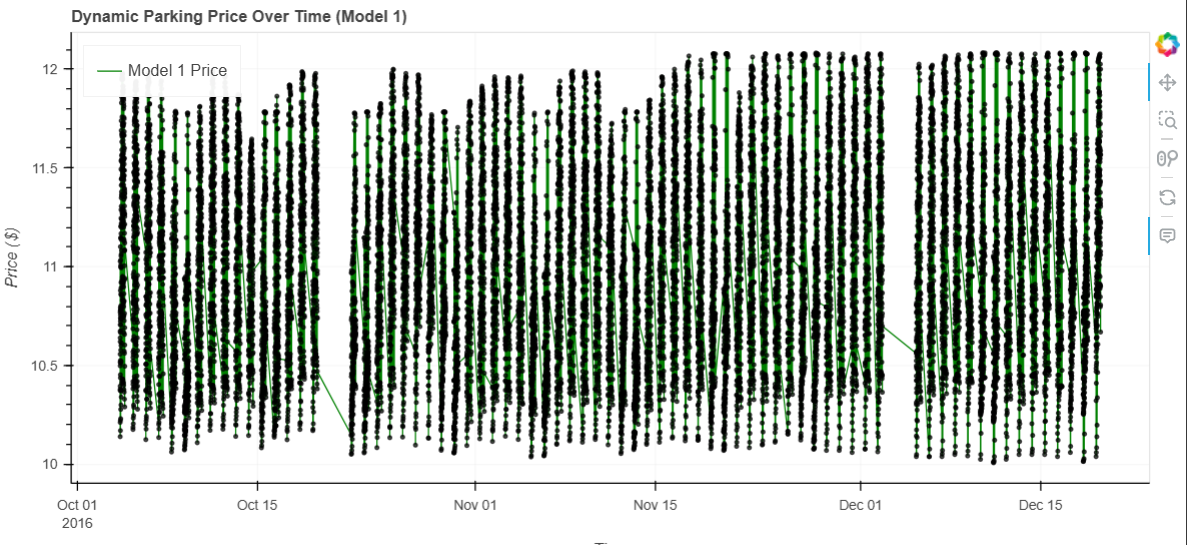 Dynamic Parking Price Over Time (Model 1)
Model 1 Price
Price ($)
12
11.5
11
10.5
10
Oct 01
2016
Oct 15
Nov 01
Nov 15
Dec 01
Dec 15